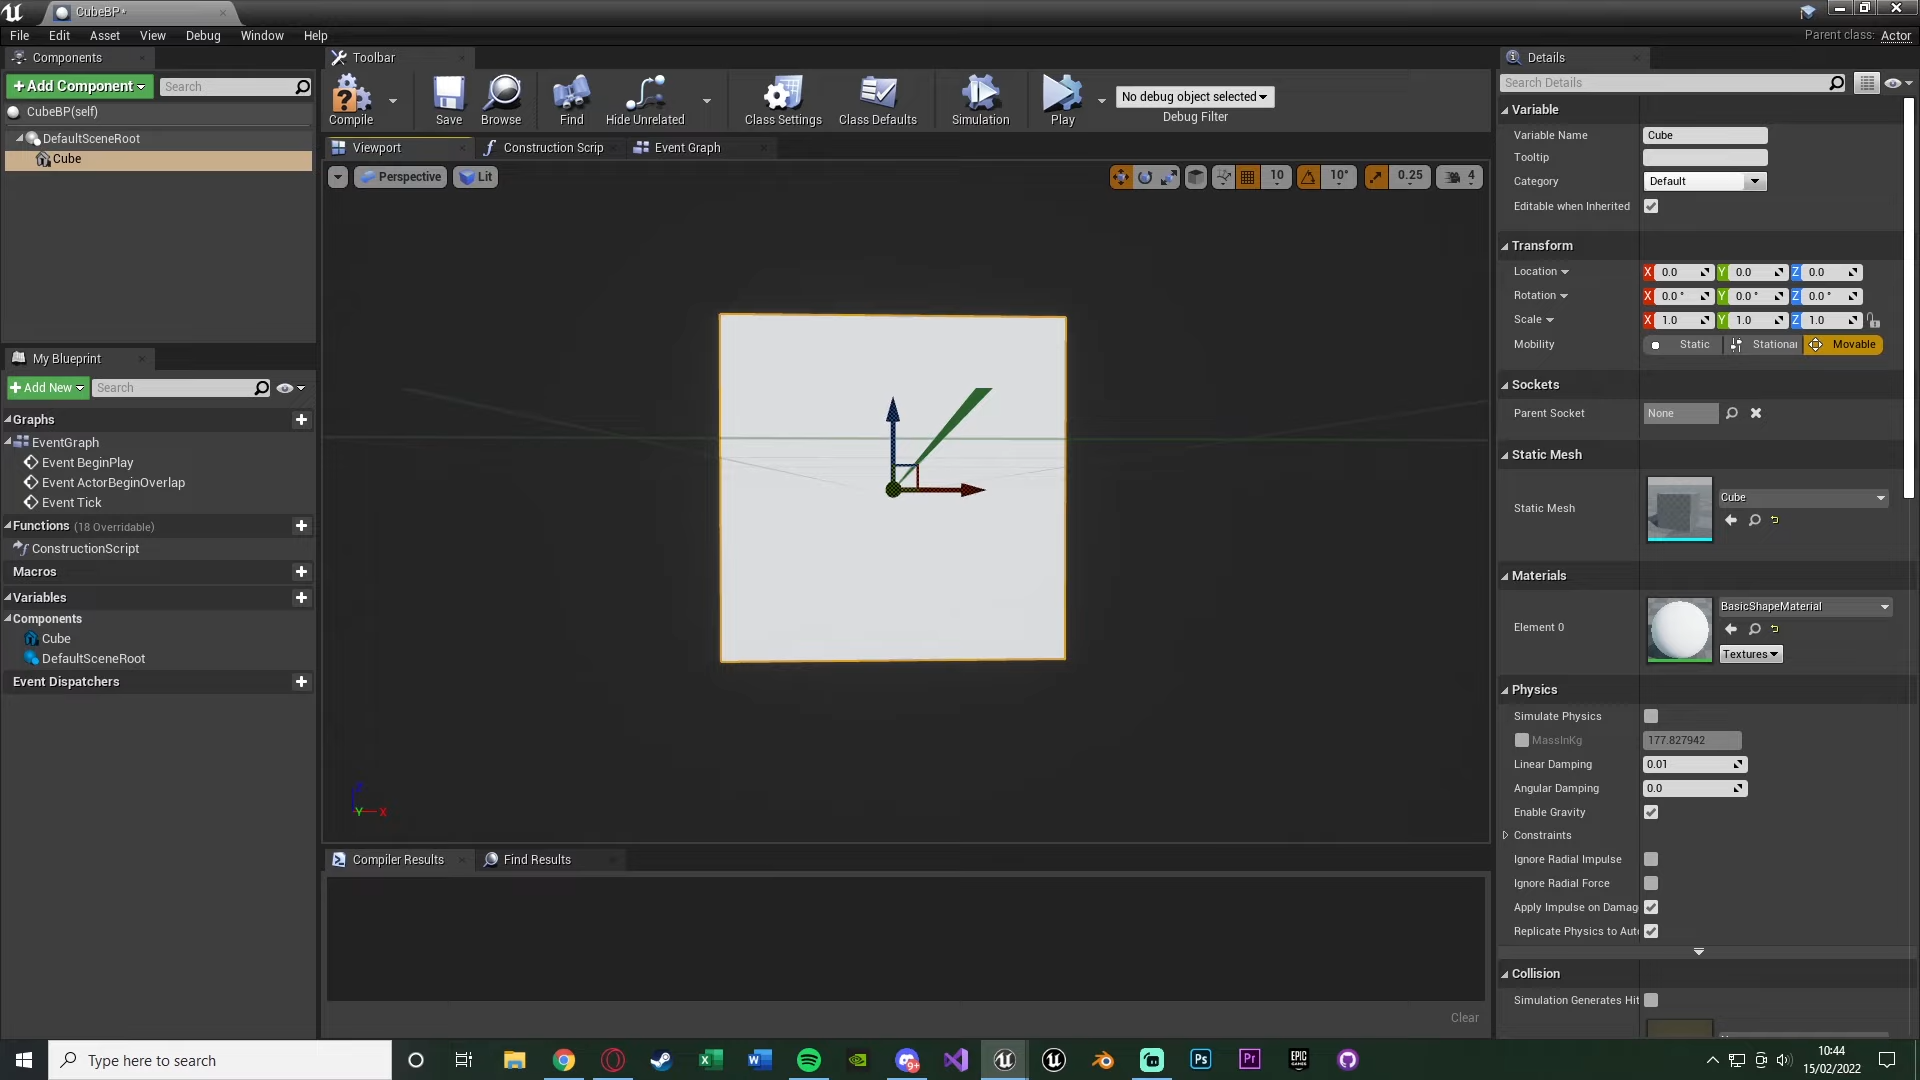 CubeBP*
File Edit Asset View Debug Window Help
Parent class: Actor
Components
+Add Component
Search
CubeBP(self)
DefaultSceneRoot
Cube
My Blueprint
+Add New
Search
Graphs
EventGraph
Event BeginPlay
Event ActorBeginOverlap
Event Tick
Functions (18 Overridable)
ConstructionScript
Macros
Variables
Components
Cube
DefaultSceneRoot
Event Dispatchers
Toolbar
Compile
Save
Browse
Find
Hide Unrelated
Class Settings
Class Defaults
Simulation
Play
No debug object selected
Debug Filter
Viewport
Construction Scrip
Event Graph
Perspective
Lit
10
10°
0.25
4
Y X
Compiler Results
Find Results
Clear
Details
Search Details
Variable
Variable Name Cube
Tooltip
Category Default
Editable when Inherited
Transform
Location X 0.0 Y 0.0 Z 0.0
Rotation X 0.0 ° Y 0.0 ° Z 0.0 °
Scale X 1.0 Y 1.0 Z 1.0
Mobility Static Stationar Movable
Sockets
Parent Socket None
Static Mesh
Static Mesh Cube
Materials
Element 0 BasicShapeMaterial
Textures
Physics
Simulate Physics
MassInKg 177.827942
Linear Damping 0.01
Angular Damping 0.0
Enable Gravity
Constraints
Ignore Radial Impulse
Ignore Radial Force
Apply Impulse on Damag
Replicate Physics to Aut
Collision
Simulation Generates Hit
Type here to search
9+
Ps
Pr
EPIC GAMES
10:44
15/02/2022